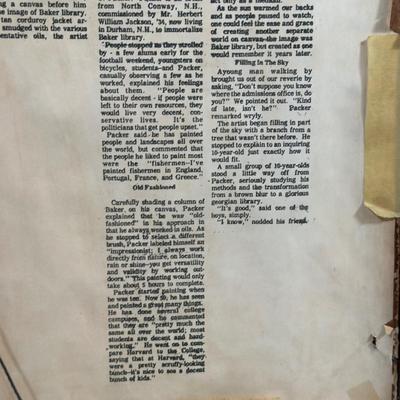 ng a canvas before
he image of Baker library.
tan corduroy jacket ar-
smudged with the various
entative oils, the artist
from North Conway, N.H.,
commissioned by Mr. Herbert
William Jackson, '14, now living
in Durham, N.H., to immortalise
Baker library.
People stopped as they strolled
by - a few alums early for the
football weekend, youngsters on
bicycles, students-and Packer,
casually observing a few as he
worked, explained his feelings
about them. "People are
basically decent - if people were
left to their own resources, they
would live very decent, con-
servative lives. It's the
politicians that get people upset."
Packer said he has painted
people and landscapes all over
the world, but commented that
the people he liked to paint most
were the "fishermen-I've
painted fishermen in England,
Portugal, France, and Greece."
Old Fashioned
Carefully shading a column of
Baker on his canvas, Packer
explained that he was "old-
fashioned" in his approach in
that he always worked in oils. As
he stopped to select a different
brush, Packer labeled himself an
"impressionist; I always work
directly from nature, on location,
rain or shine-you get versatility
and validity by working out-
doors." This painting would only
take about 5 hours to complete.
Packer started painting when
he was ten. Now 50, he has seen
and painted a great many things.
He has done several college
campuses, and he commented
that they are "pretty much the
same all over the world; most
students are decent and hard-
working." He went on to com-
pare Harvard to the College,
saying that at Harvard, "they
were a pretty scruffy-looking
bunch-it's nice to see a decent
bunch of kids."
As the sun warmed our backs
and as people paused to watch,
one could feel the ease and grace
of creating another separate
world on canvas-the image was
Baker library, but created as one
would remember it years later.
Filling In The Sky
A young man walking by
brought us out of our reverie by
asking, "Don't you suppose you know
where the admissions office is, do
you?" We pointed it out. "Kind
of late, isn't he?" Packer
remarked wryly.
The artist began filling in part
of the sky with a branch from a
tree that wasn't there before. He
stopped to explain to an inquiring
10-year-old just exactly how it
would fit.
A small group of 10-year-olds
stood a little way off from
Packer, seriously studying his
methods and the transformation
from a brown blur to a glorious
georgian library.
"It's good," said one of the
boys, simply.
"I know," nodded his friend.